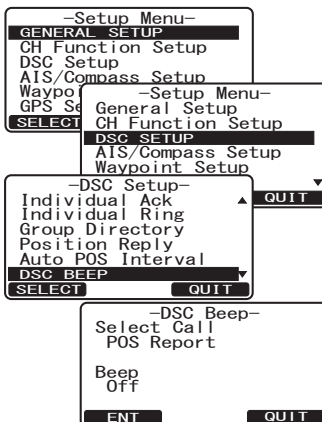 –Setup Menu–
GENERAL SETUP
CH Function Setup
DSC Setup
AIS/Compass Setup
GPS
SELECT
–Setup Menu–
General Setup
CH Function Setup
DSC SETUP
AIS/Compass Setup
Waypoint Setup
QUIT
–DSC Setup–
Individual Ack
Individual Ring
Group Directory
Position Reply
Auto POS Interval
DSC BEEP
SELECT QUIT
–DSC Beep–
Select Call
POS Report
Beep
Off
ENT QUIT